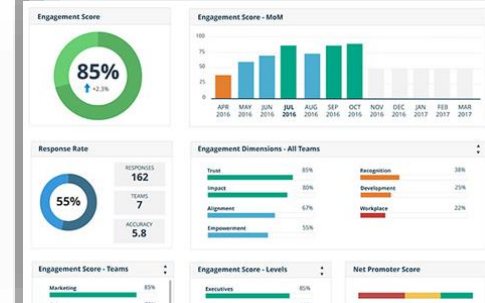 Engagement Score
85%
+2.3%
Engagement Score - MoM
100
75
50
25
0
APR MAY JUN JUL AUG SEP OCT NOV DEC JAN FEB MAR
2016 2016 2016 2016 2016 2016 2016 2016 2016 2017 2017 2017
Response Rate
55%
RESPONSES
162
TEAMS
7
ACCURACY
5.8
Engagement Dimensions - All Teams
Trust 85%
Impact 80%
Alignment 67%
Empowerment 55%
Recognition 38%
Development 25%
Workplace 22%
Engagement Score - Teams
Marketing 85%
Engagement Score - Levels
Executives 85%
Net Promoter Score